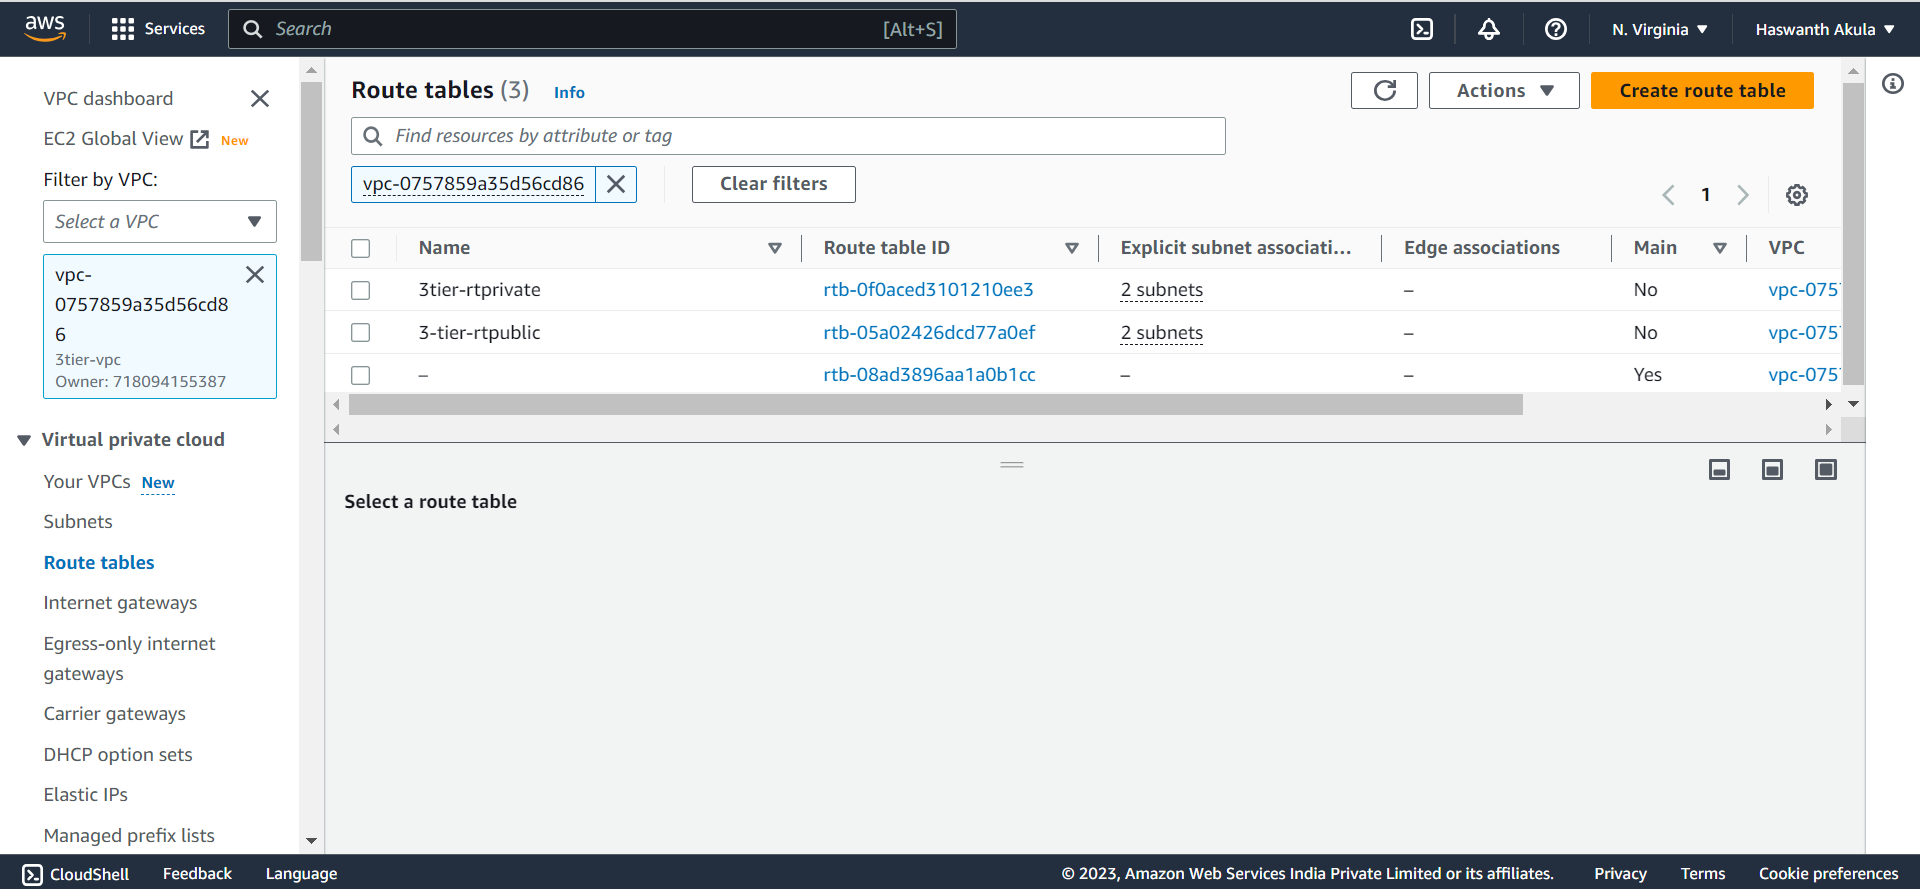 aws
Services
Search [Alt+S]
N. Virginia
Haswanth Akula
VPC dashboard
EC2 Global View New
Filter by VPC:
Select a VPC
vpc-
0757859a35d56cd8
6
3tier-vpc
Owner: 718094155387
Virtual private cloud
Your VPCs New
Subnets
Route tables
Internet gateways
Egress-only internet
gateways
Carrier gateways
DHCP option sets
Elastic IPs
Managed prefix lists
Route tables (3) Info
Actions
Create route table
Find resources by attribute or tag
vpc-0757859a35d56cd86
Clear filters
1
Name Route table ID Explicit subnet associati... Edge associations Main VPC
3tier-rtprivate rtb-0f0aced3101210ee3 2 subnets – No vpc-075
3-tier-rtpublic rtb-05a02426dcd77a0ef 2 subnets – No vpc-075
– rtb-08ad3896aa1a0b1cc – – Yes vpc-075
Select a route table
CloudShell Feedback Language © 2023, Amazon Web Services India Private Limited or its affiliates. Privacy Terms Cookie preferences